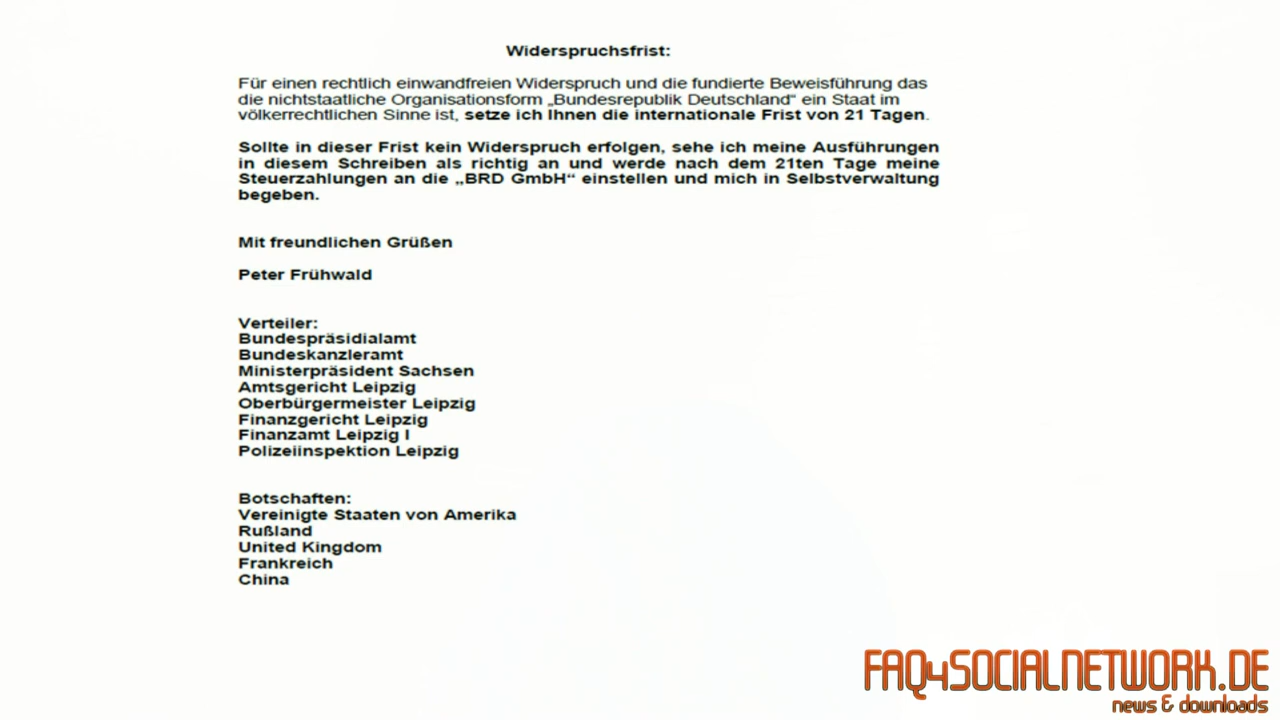 Widerspruchsfrist:
Für einen rechtlich einwandfreien Widerspruch und die fundierte Beweisführung das
die nichtstaatliche Organisationsform „Bundesrepublik Deutschland“ ein Staat im
völkerrechtlichen Sinne ist, setze ich Ihnen die internationale Frist von 21 Tagen.
Sollte in dieser Frist kein Widerspruch erfolgen, sehe ich meine Ausführungen
in diesem Schreiben als richtig an und werde nach dem 21ten Tage meine
Steuerzahlungen an die „BRD GmbH“ einstellen und mich in Selbstverwaltung
begeben.
Mit freundlichen Grüßen
Peter Frühwald
Verteiler:
Bundespräsidialamt
Bundeskanzleramt
Ministerpräsident Sachsen
Amtsgericht Leipzig
Oberbürgermeister Leipzig
Finanzgericht Leipzig
Finanzamt Leipzig I
Polizeiinspektion Leipzig
Botschaften:
Vereinigte Staaten von Amerika
Rußland
United Kingdom
Frankreich
China
FAQ4SOCIALNETWORK.DE
news & downloads